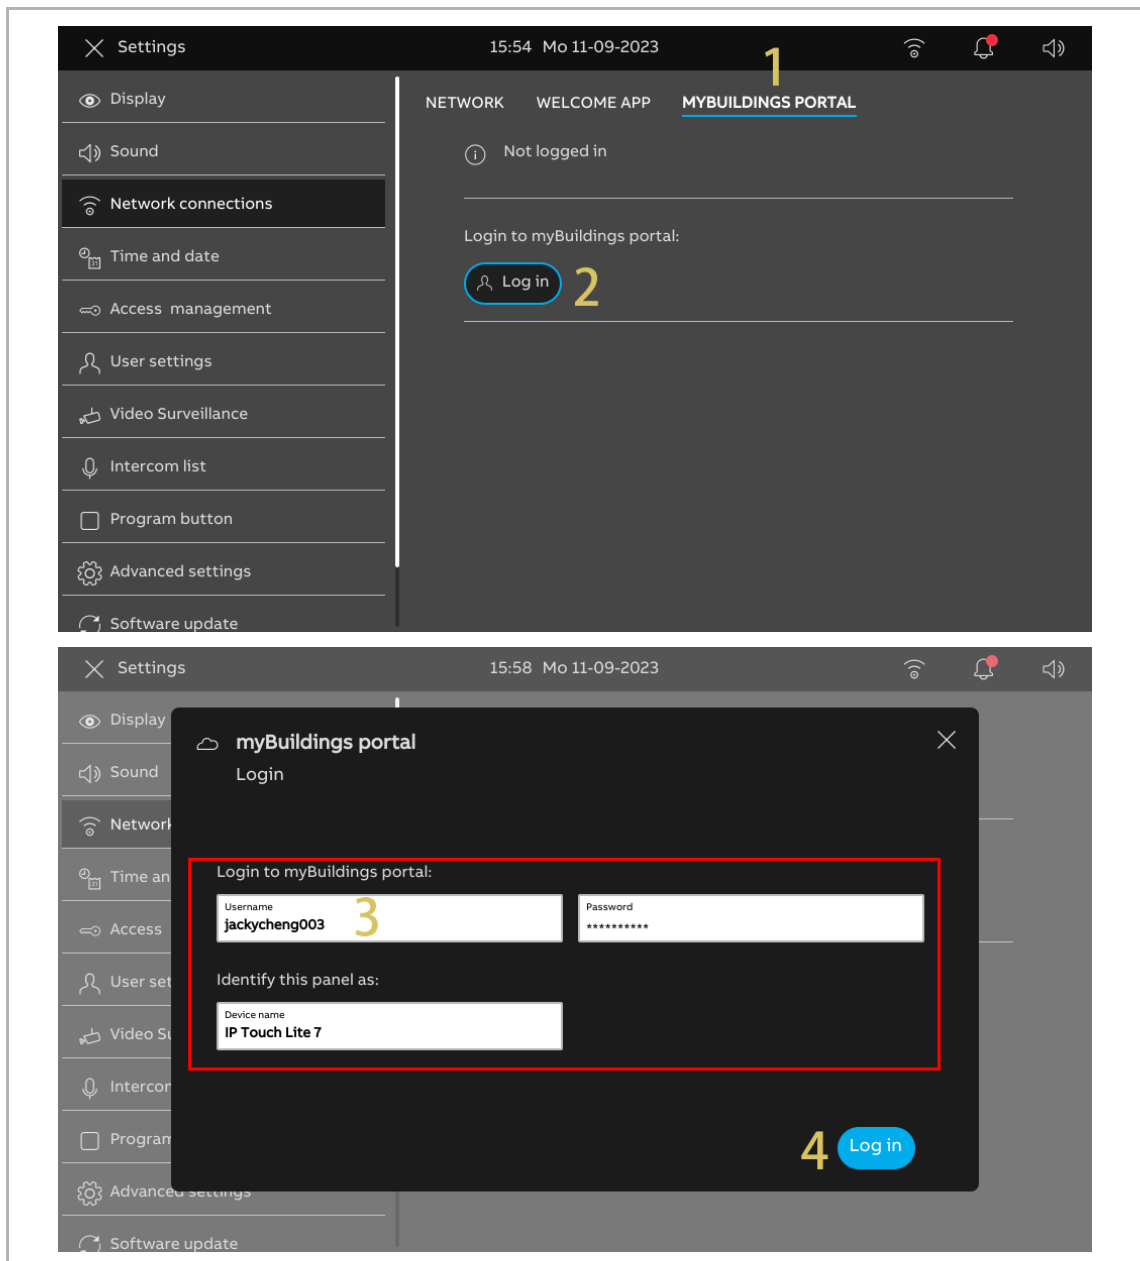 Settings
15:54 Mo 11-09-2023
1
Display
NETWORK WELCOME APP MYBUILDINGS PORTAL
Sound
Not logged in
Network connections
Login to myBuildings portal:
Time and date
31
Log in 2
Access management
User settings
Video Surveillance
Intercom list
Program button
Advanced settings
Software update
Settings
15:58 Mo 11-09-2023
Display
myBuildings portal
Login
Sound
Network
Login to myBuildings portal:
Time an
31
Username
jackycheng003
3
Password
**********
Access
Identify this panel as:
User set
Device name
IP Touch Lite 7
Video Su
Intercor
Program
4 Log in
Advanced settings
Software update